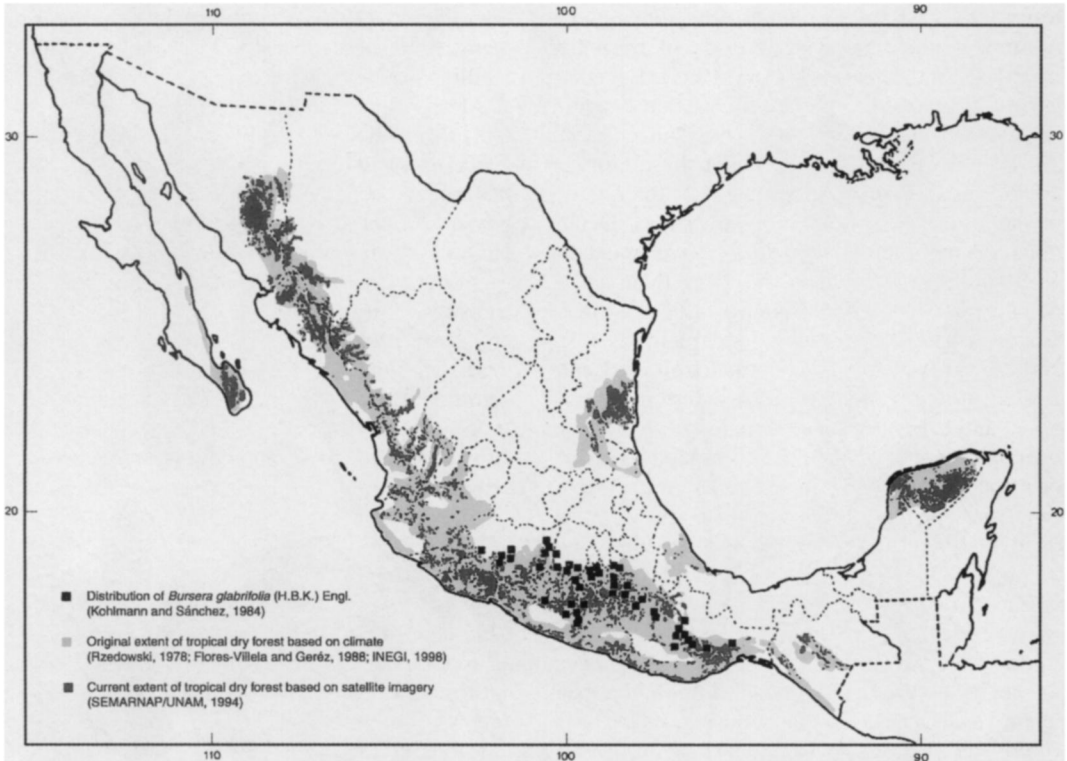 110 100 90
30 30
20 20
Distribution of Bursera glabrifolia (H.B.K.) Engl.
(Kohlmann and Sánchez, 1984)
Original extent of tropical dry forest based on climate
(Rzedowski, 1978; Flores-Villela and Geréz, 1988; INEGI, 1998)
Current extent of tropical dry forest based on satellite imagery
(SEMARNAP/UNAM, 1994)
110 100 90